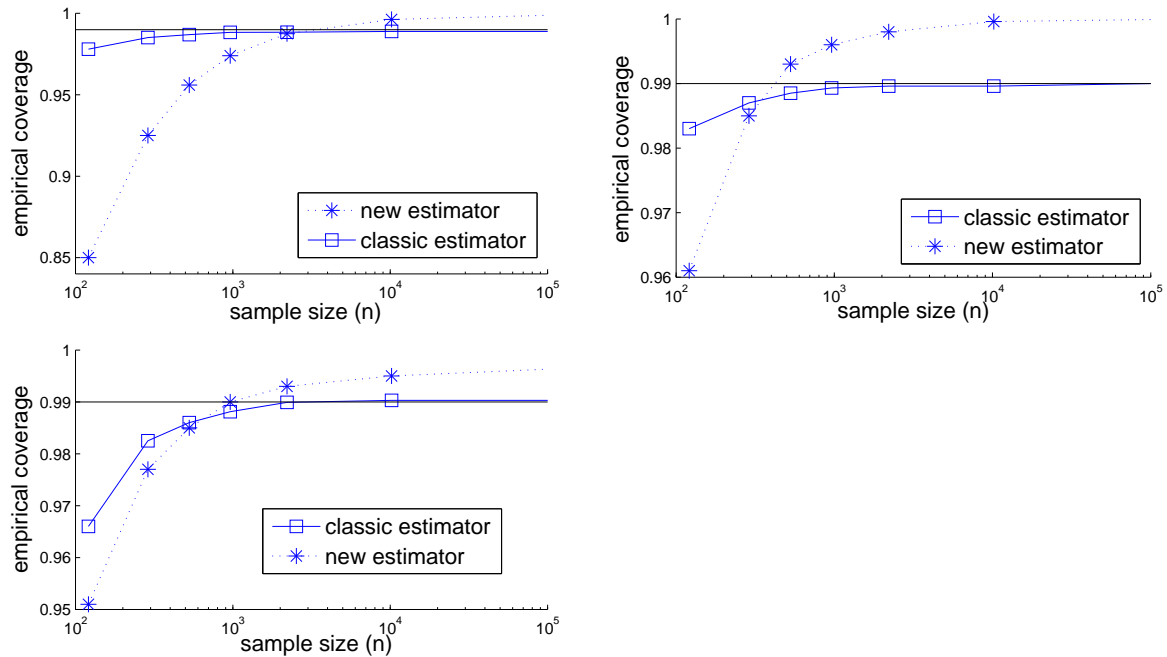 1
0.95
0.9
0.85
empirical coverage
10^2
10^3
10^4
10^5
sample size (n)
new estimator
classic estimator
1
0.99
0.98
0.97
0.96
empirical coverage
10^2
10^3
10^4
10^5
sample size (n)
classic estimator
new estimator
1
0.99
0.98
0.97
0.96
0.95
empirical coverage
10^2
10^3
10^4
10^5
sample size (n)
classic estimator
new estimator